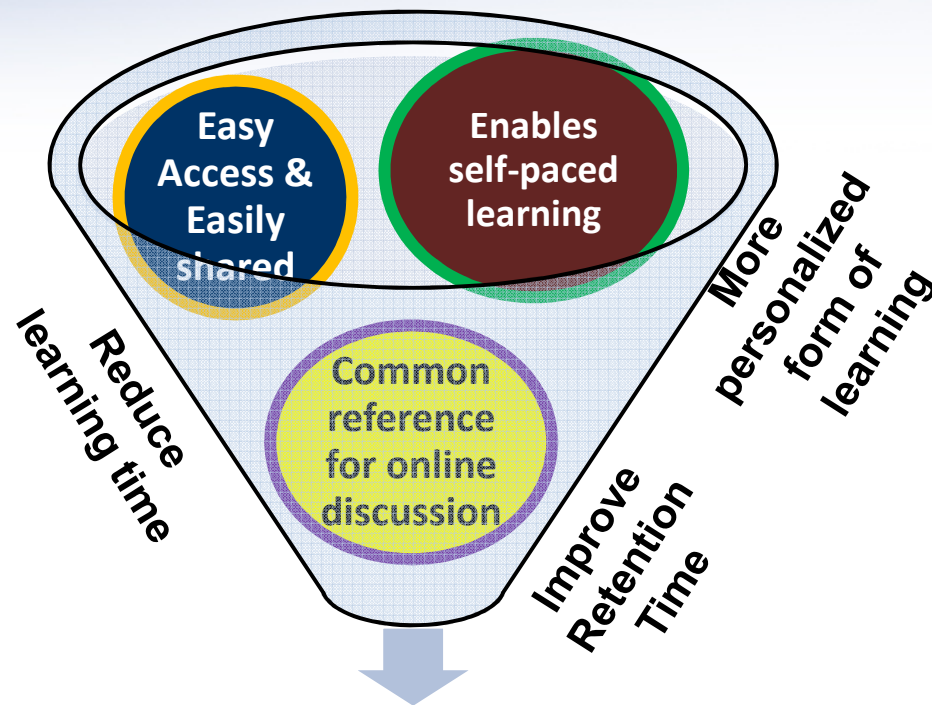 Easy
Access &
Easily
shared
Enables
self-paced
learning
Common
reference
for online
discussion
Reduce
learning time
More
personalized
form of
learning
Improve
Retention
Time